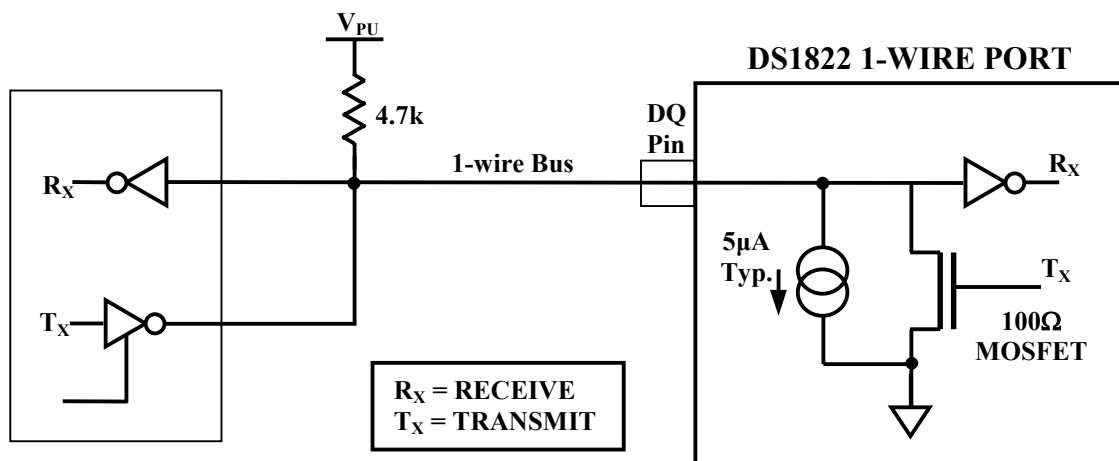 V_PU
DS1822 1-WIRE PORT
4.7k
DQ
Pin
1-wire Bus
R_X
R_X
5µA
Typ.
T_X
T_X
100Ω
MOSFET
R_X = RECEIVE
T_X = TRANSMIT